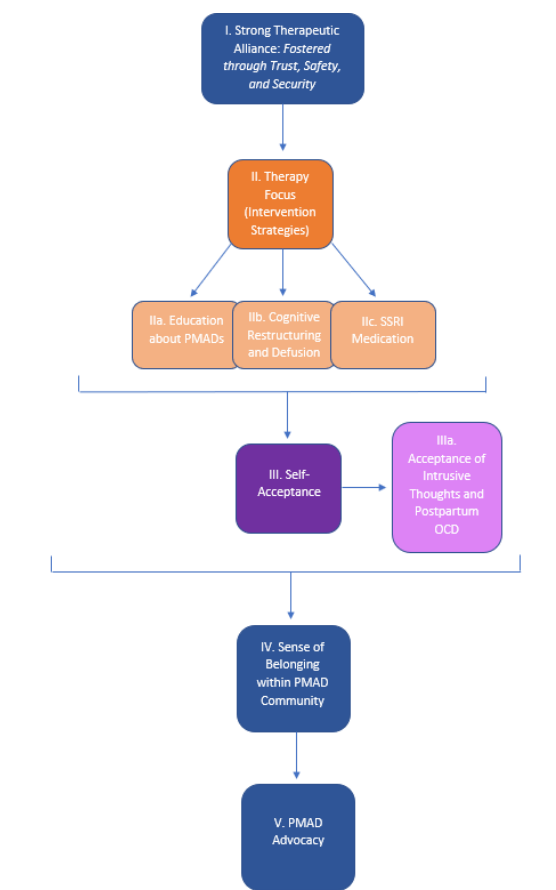 I. Strong Therapeutic
Alliance: Fostered
through Trust, Safety,
and Security
II. Therapy
Focus
(Intervention
Strategies)
IIa. Education
about PMADs
IIb. Cognitive
Restructuring
and Defusion
IIc. SSRI
Medication
III. Self-
Acceptance
IIIa.
Acceptance of
Intrusive
Thoughts and
Postpartum
OCD
IV. Sense of
Belonging
within PMAD
Community
V. PMAD
Advocacy